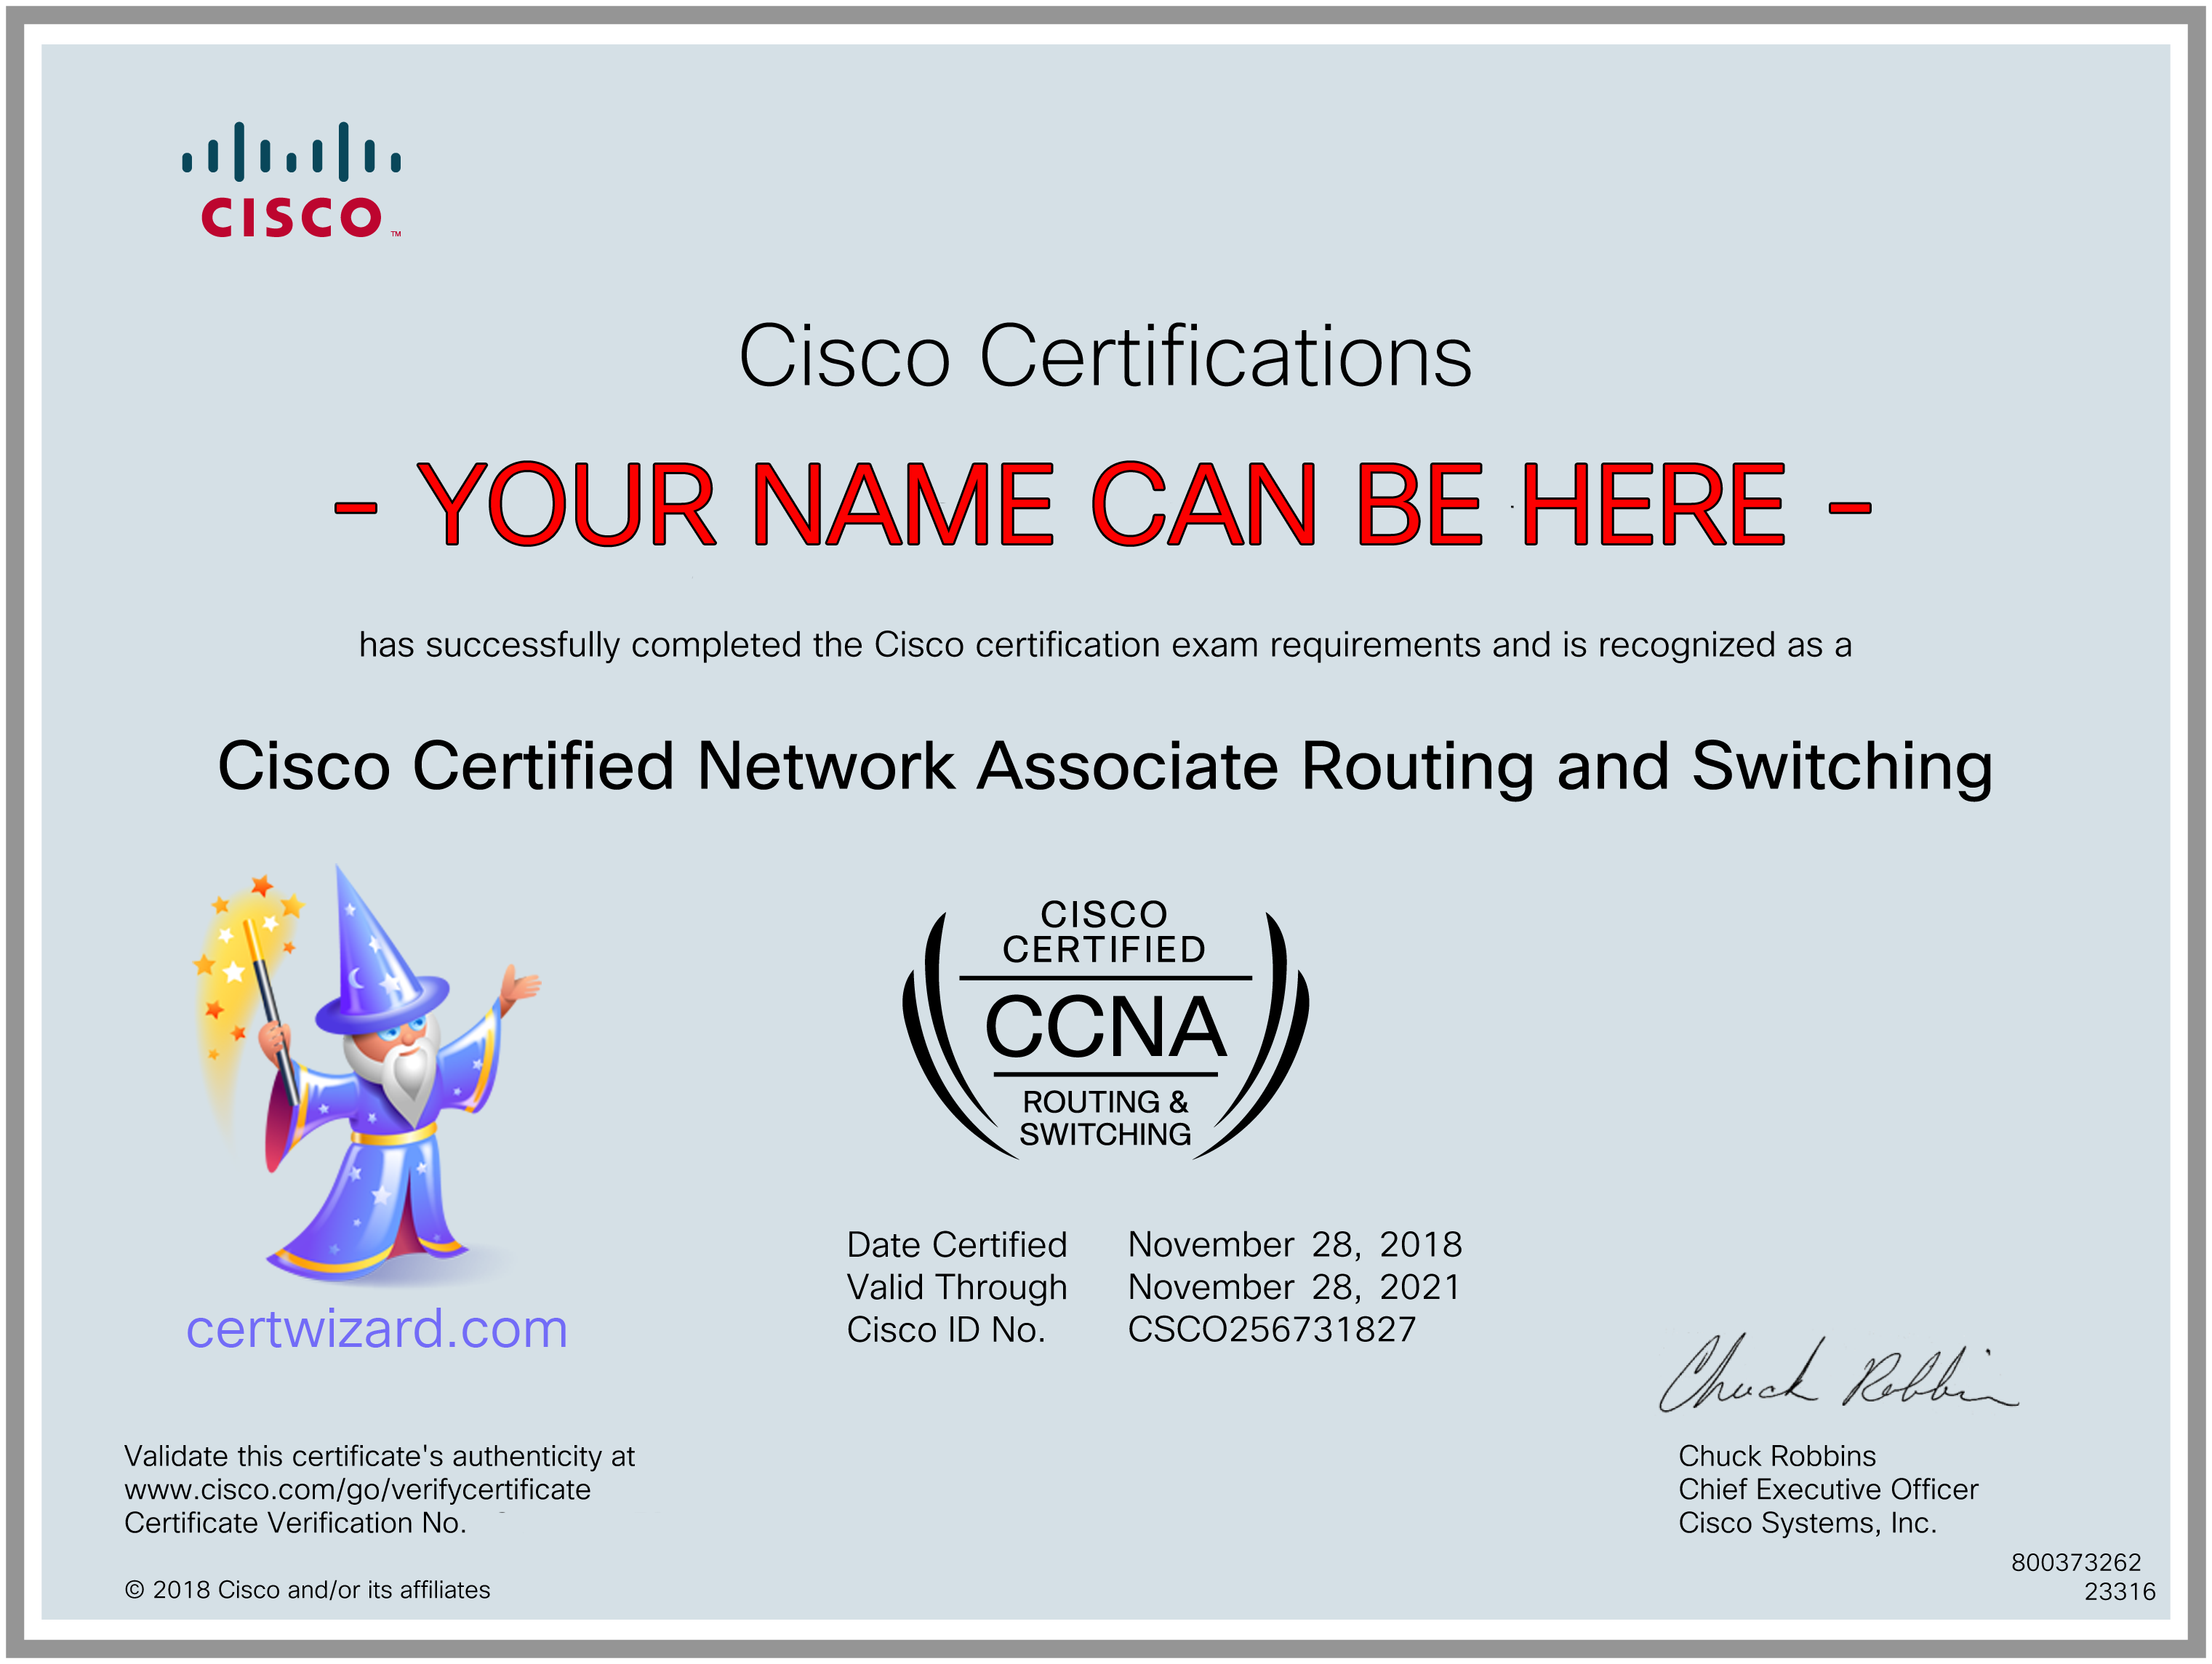 CISCO™
Cisco Certifications
- YOUR NAME CAN BE HERE -
has successfully completed the Cisco certification exam requirements and is recognized as a
Cisco Certified Network Associate Routing and Switching
CISCO
CERTIFIED
CCNA
ROUTING &
SWITCHING
certwizard.com
Date Certified November 28, 2018
Valid Through November 28, 2021
Cisco ID No. CSCO256731827
Chuck Robbins
Validate this certificate's authenticity at
www.cisco.com/go/verifycertificate
Certificate Verification No.
© 2018 Cisco and/or its affiliates
Chuck Robbins
Chief Executive Officer
Cisco Systems, Inc.
800373262
23316